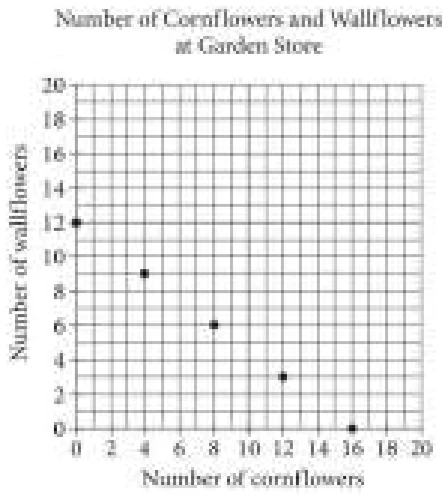 Number of Cornflowers and Wallflowers
at Garden Store
Number of wallflowers
20
18
16
14
12
10
8
6
4
2
0
0 2 4 6 8 10 12 14 16 18 20
Number of cornflowers